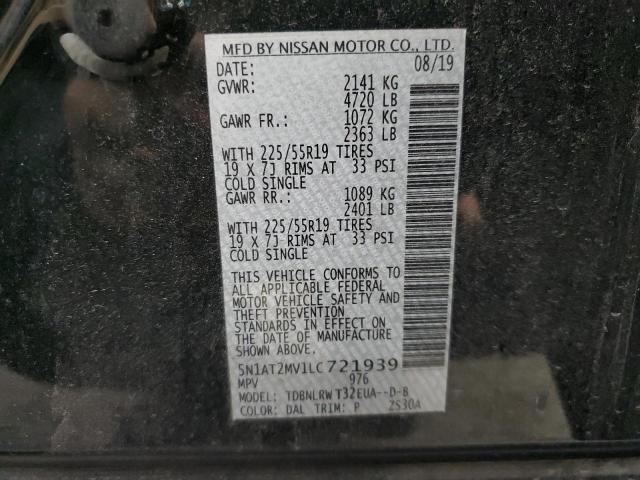 MFD BY NISSAN MOTOR CO., LTD.
DATE: 08/19
GVWR: 2141 KG
4720 LB
GAWR FR.: 1072 KG
2363 LB
WITH 225/55R19 TIRES
19 X 7J RIMS AT 33 PSI
COLD SINGLE
GAWR RR.: 1089 KG
2401 LB
WITH 225/55R19 TIRES
19 X 7J RIMS AT 33 PSI
COLD SINGLE
THIS VEHICLE CONFORMS TO
ALL APPLICABLE FEDERAL
MOTOR VEHICLE SAFETY AND
THEFT PREVENTION
STANDARDS IN EFFECT ON
THE DATE OF MANUFACTURE
5N1AT2MV1LC721939
MPV 976
MODEL: TDBNLRW T32EUA--D-B
COLOR: DAL TRIM: P ZS30A